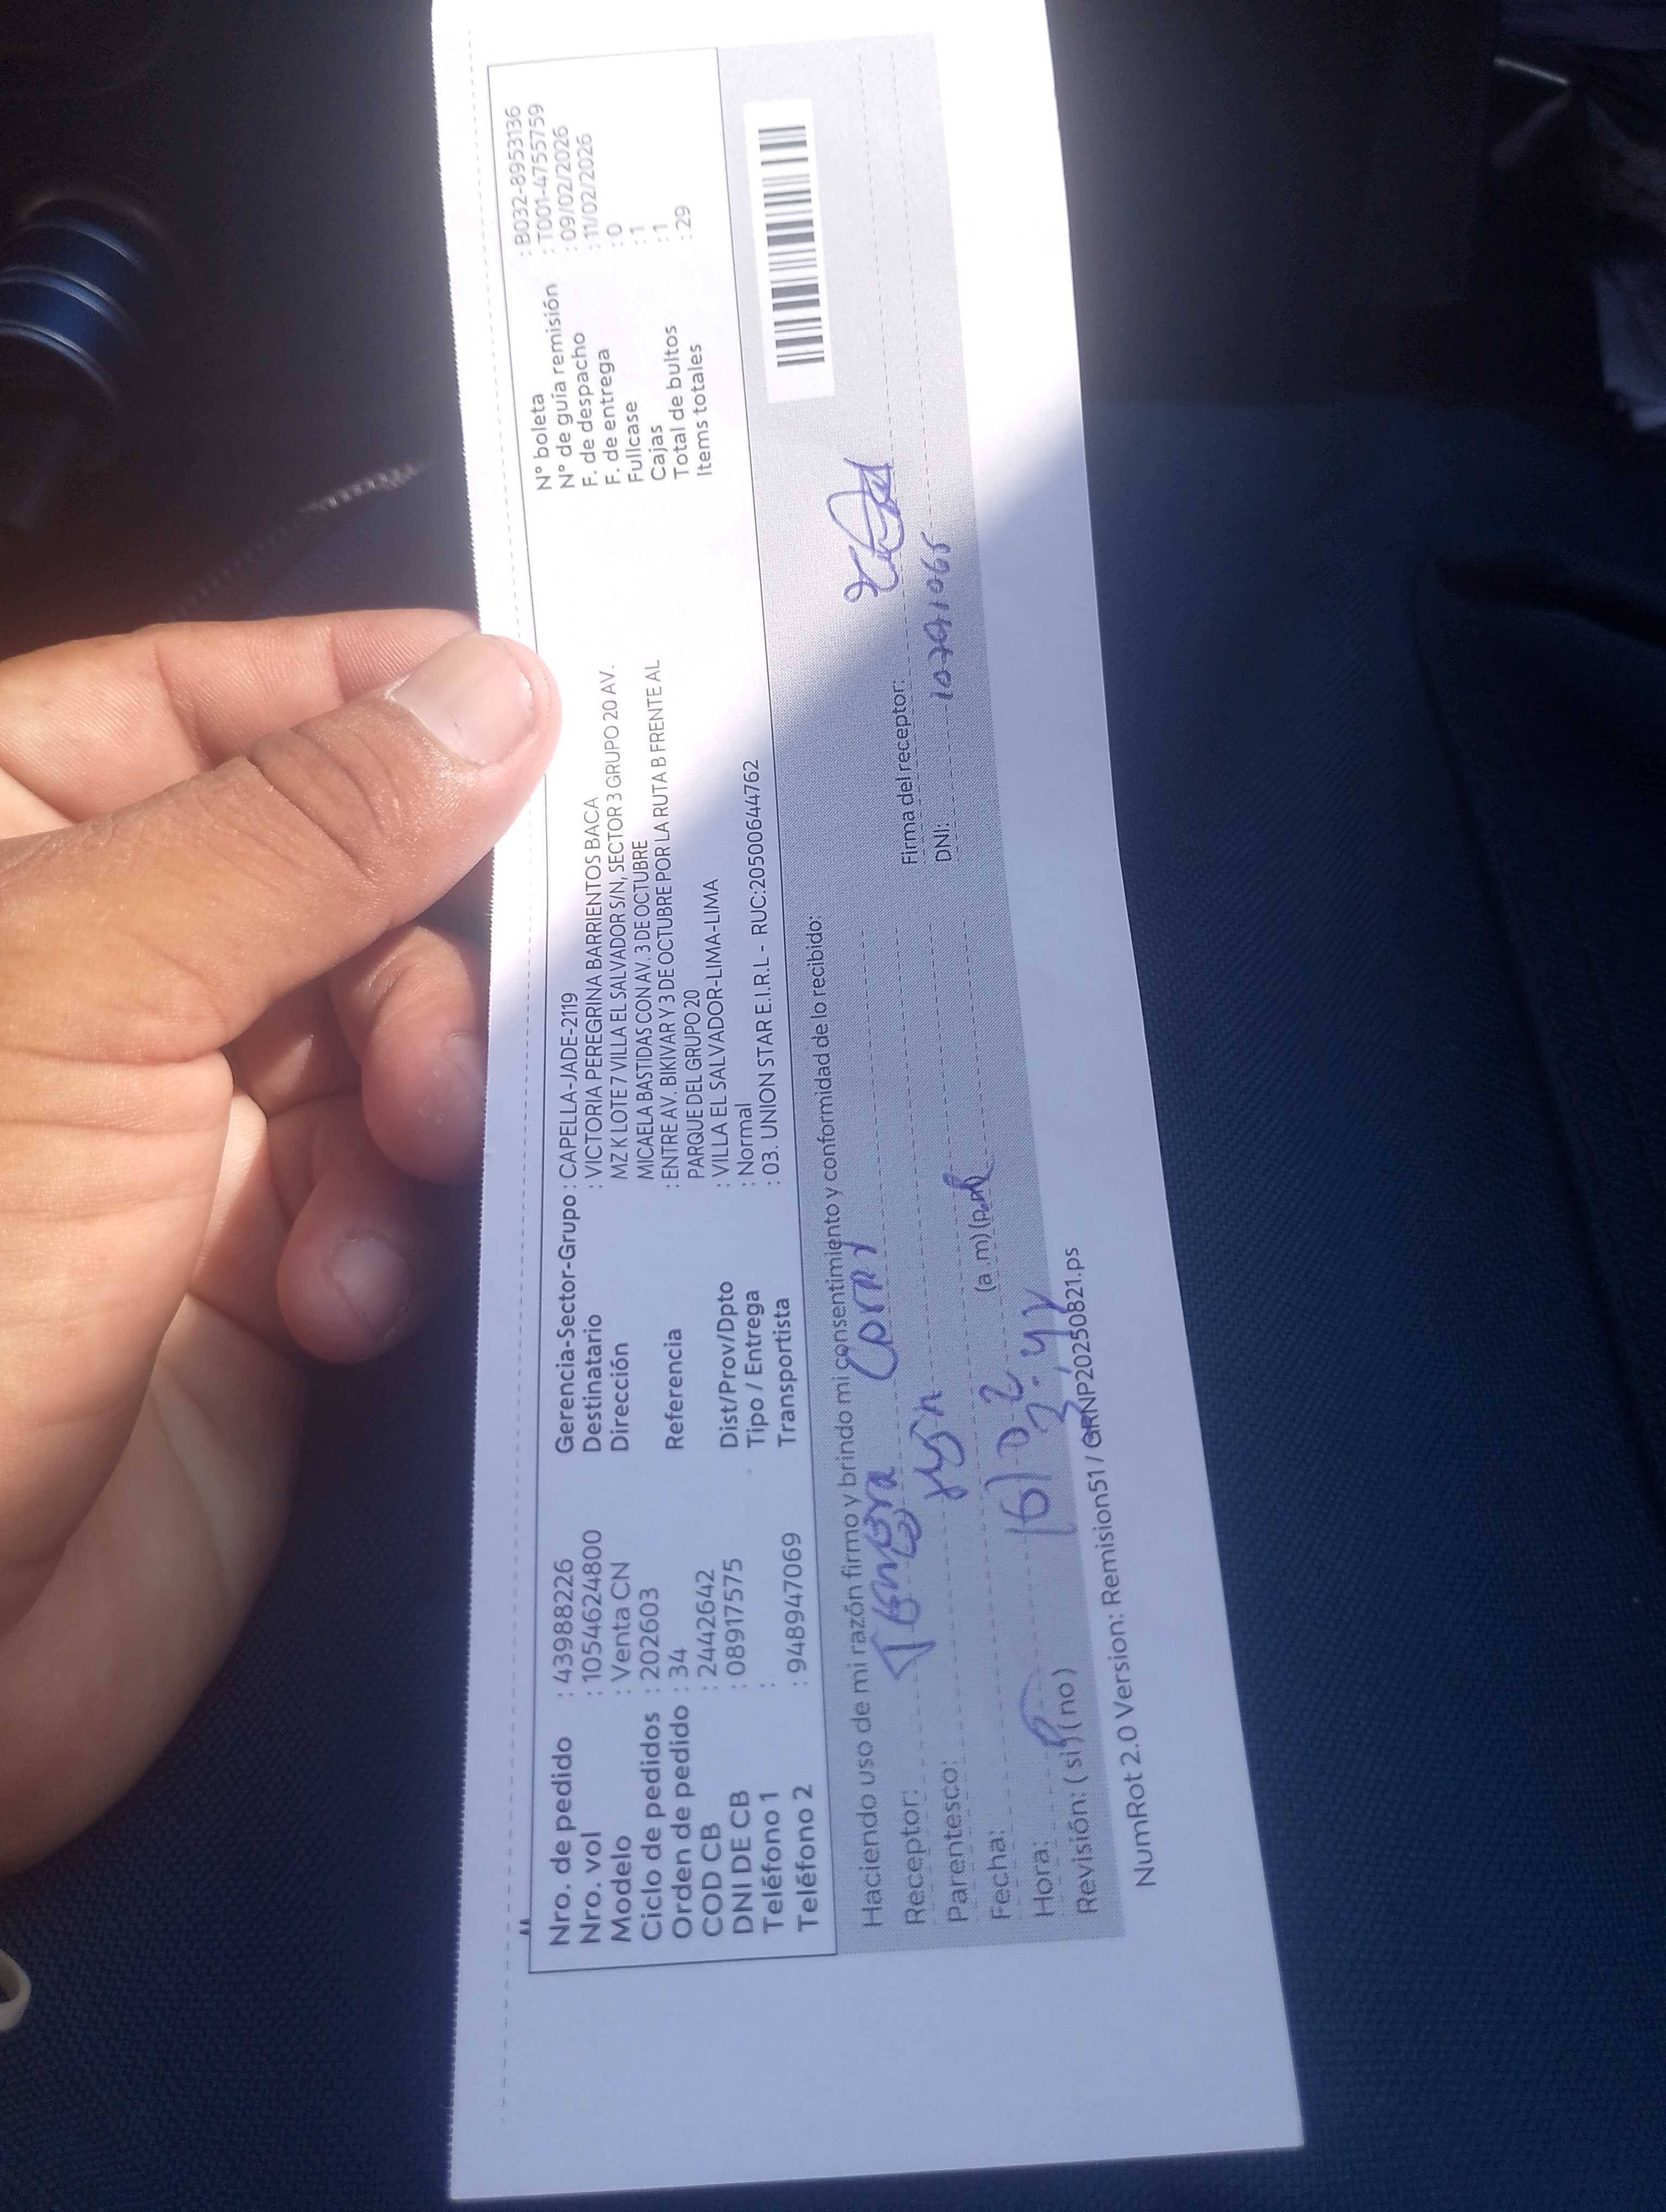 Nro. de pedido : 43988226
Nro. vol : 1054624800
Modelo : Venta CN
Ciclo de pedidos : 202603
Orden de pedido : 34
COD CB : 2442642
DNI DE CB : 08917575
Teléfono 1 :
Teléfono 2 : 948947069
Gerencia-Sector-Grupo : CAPELLA-JADE-2119
Destinatario : VICTORIA PEREGRINA BARRIENTOS BACA
Dirección MZ K LOTE 7 VILLA EL SALVADOR S/N, SECTOR 3 GRUPO 20 AV.
MICAELA BASTIDAS CON AV. 3 DE OCTUBRE
Referencia : ENTRE AV. BIKIVAR Y 3 DE OCTUBRE POR LA RUTA B FRENTE AL
PARQUE DEL GRUPO 20
Dist/Prov/Dpto : VILLA EL SALVADOR-LIMA-LIMA
Tipo / Entrega : Normal
Transportista : 03. UNION STAR E.I.R.L - RUC:20500644762
N° boleta : B032-8953136
N° de guía remisión : T001-4755759
F. de despacho : 09/02/2026
F. de entrega : 11/02/2026
Fullcase : 0
Cajas : 1
Total de bultos : 1
Items totales : 29
Haciendo uso de mi razón firmo y brindo mi consentimiento y conformidad de lo recibido:
Receptor:
Parentesco:
Fecha:
Hora: (a .m)
Revisión: ( si) (no)
Firma del receptor:
DNI:
NumRot 2.0 Version: Remision51 / GRNP20250821.ps